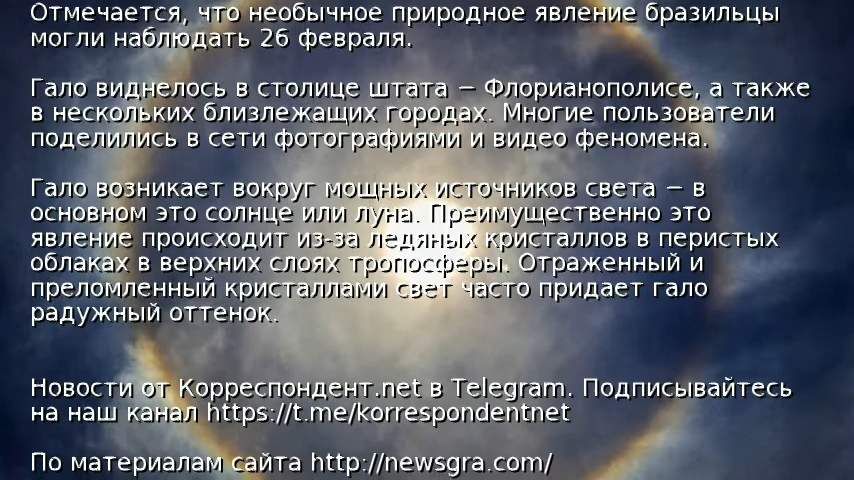 Отмечается, что необычное природное явление бразильцы
могли наблюдать 26 февраля.
Гало виднелось в столице штата – Флорианополисе, а также
в нескольких близлежащих городах. Многие пользователи
поделились в сети фотографиями и видео феномена.
Гало возникает вокруг мощных источников света – в
основном это солнце или луна. Преимущественно это
явление происходит из-за ледяных кристаллов в перистых
облаках в верхних слоях тропосферы. Отраженный и
преломленный кристаллами свет часто придает гало
радужный оттенок.
Новости от Корреспондент.net в Telegram. Подписывайтесь
на наш канал https://t.me/korrespondentnet
По материалам сайта http://newsgra.com/